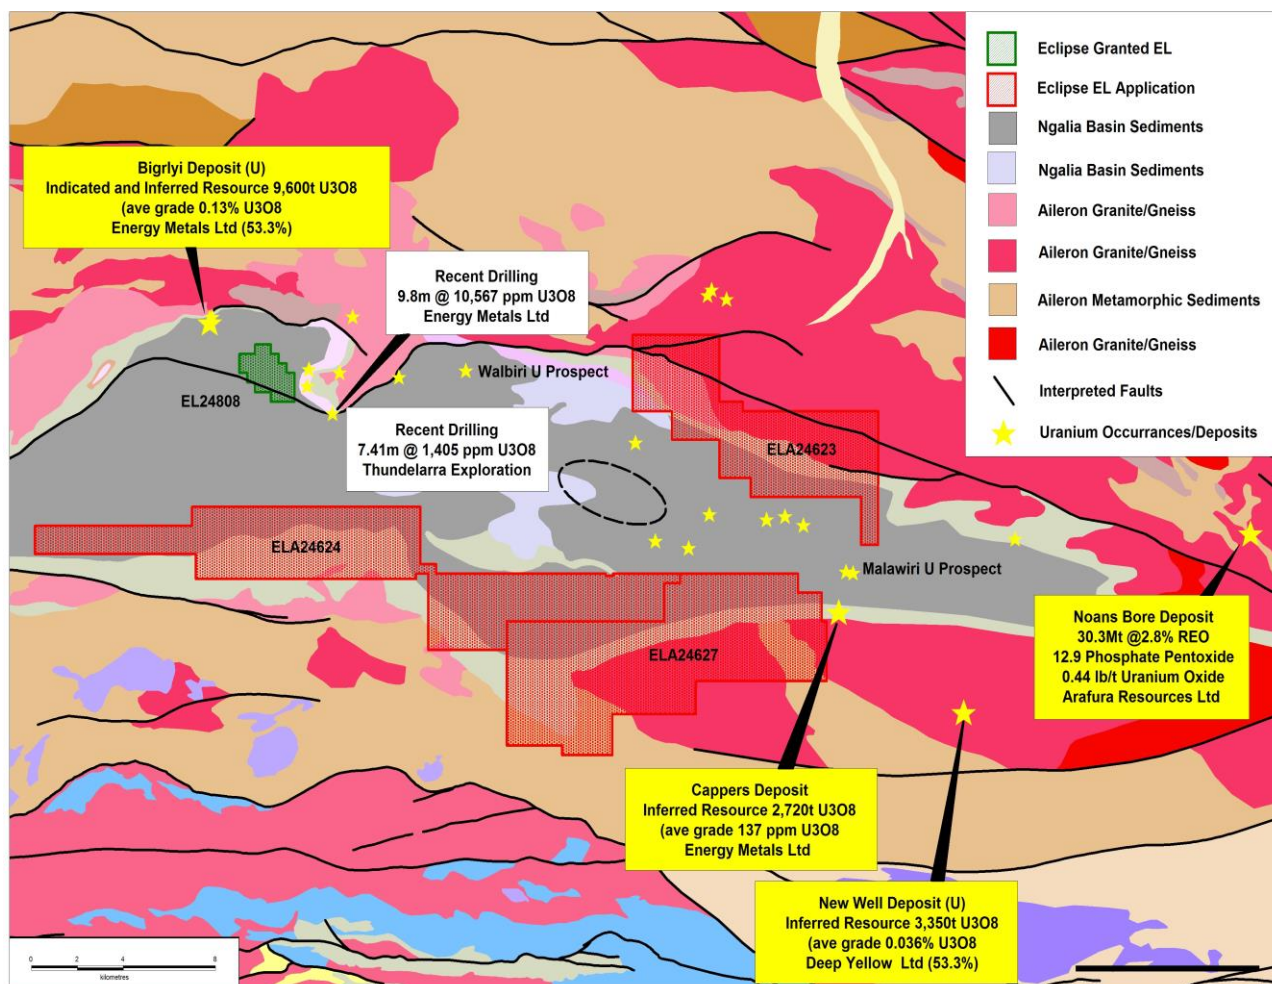 Eclipse Granted EL
Eclipse EL Application
Ngalia Basin Sediments
Ngalia Basin Sediments
Aileron Granite/Gneiss
Aileron Granite/Gneiss
Aileron Metamorphic Sediments
Aileron Granite/Gneiss
Interpreted Faults
Uranium Occurrances/Deposits
Bigrlyi Deposit (U)
Indicated and Inferred Resource 9,600t U3O8
(ave grade 0.13% U3O8
Energy Metals Ltd (53.3%)
Recent Drilling
9.8m @ 10,567 ppm U3O8
Energy Metals Ltd
Walbiri U Prospect
EL24808
Recent Drilling
7.41m @ 1,405 ppm U3O8
Thundelarra Exploration
ELA24623
ELA24624
Malawiri U Prospect
Noans Bore Deposit
30.3Mt @2.8% REO
12.9 Phosphate Pentoxide
0.44 lb/t Uranium Oxide
Arafura Resources Ltd
ELA24627
Cappers Deposit
Inferred Resource 2,720t U3O8
(ave grade 137 ppm U3O8
Energy Metals Ltd
New Well Deposit (U)
Inferred Resource 3,350t U3O8
(ave grade 0.036% U3O8
Deep Yellow Ltd (53.3%)
0 2 4 8
kilometres